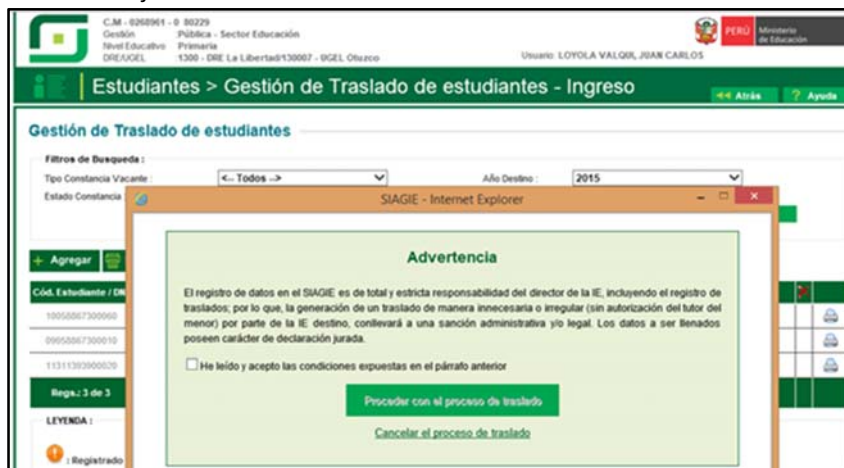 C.M - 0268961 - 0 80229
Gestión :Pública - Sector Educación
Nivel Educativo Primaria
DRE/UGEL :1300 - DRE La Libertad/130007 - UGEL Otuzco
Usuario: LOYOLA VALQUI, JUAN CARLOS
PERÚ Ministerio de Educación
Estudiantes > Gestión de Traslado de estudiantes - Ingreso
Atrás
? Ayuda
Gestión de Traslado de estudiantes
Filtros de Busqueda :
Tipo Constancia Vacante : <-- Todos --> Año Destino : 2015
Estado Constancia
SIAGIE - Internet Explorer
+ Agregar
Advertencia
Cód. Estudiante / DN
El registro de datos en el SIAGIE es de total y estricta responsabilidad del director de la IE, incluyendo el registro de
traslados; por lo que, la generación de un traslado de manera innecesaria o irregular (sin autorización del tutor del
menor) por parte de la IE destino, conllevará a una sanción administrativa y/o legal. Los datos a ser llenados
poseen carácter de declaración jurada.
10058867300060
09058867300010
11311393900020
He leído y acepto las condiciones expuestas en el párrafo anterior
Regs.: 3 de 3
Proceder con el proceso de traslado
Cancelar el proceso de traslado
LEYENDA :
: Registrado